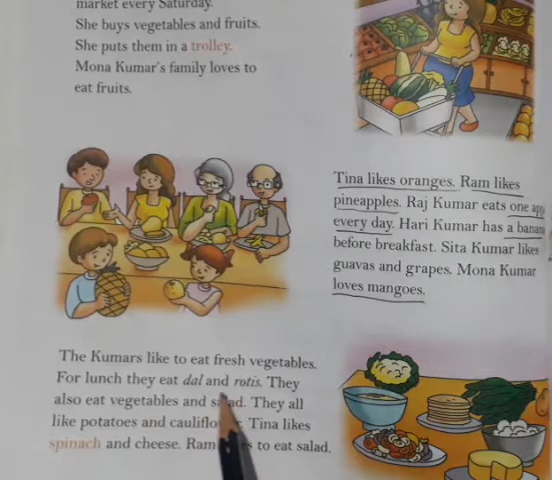 market every Saturday.
She buys vegetables and fruits.
She puts them in a trolley.
Mona Kumar's family loves to
eat fruits.
Tina likes oranges. Ram likes
pineapples. Raj Kumar eats one
every day. Hari Kumar has a banana
before breakfast. Sita Kumar likes
guavas and grapes. Mona Kumar
loves mangoes.
The Kumars like to eat fresh vegetables.
For lunch they eat dal and rotis. They
also eat vegetables and salad. They all
like potatoes and Tina likes
spinach and cheese. Ram to eat salad.